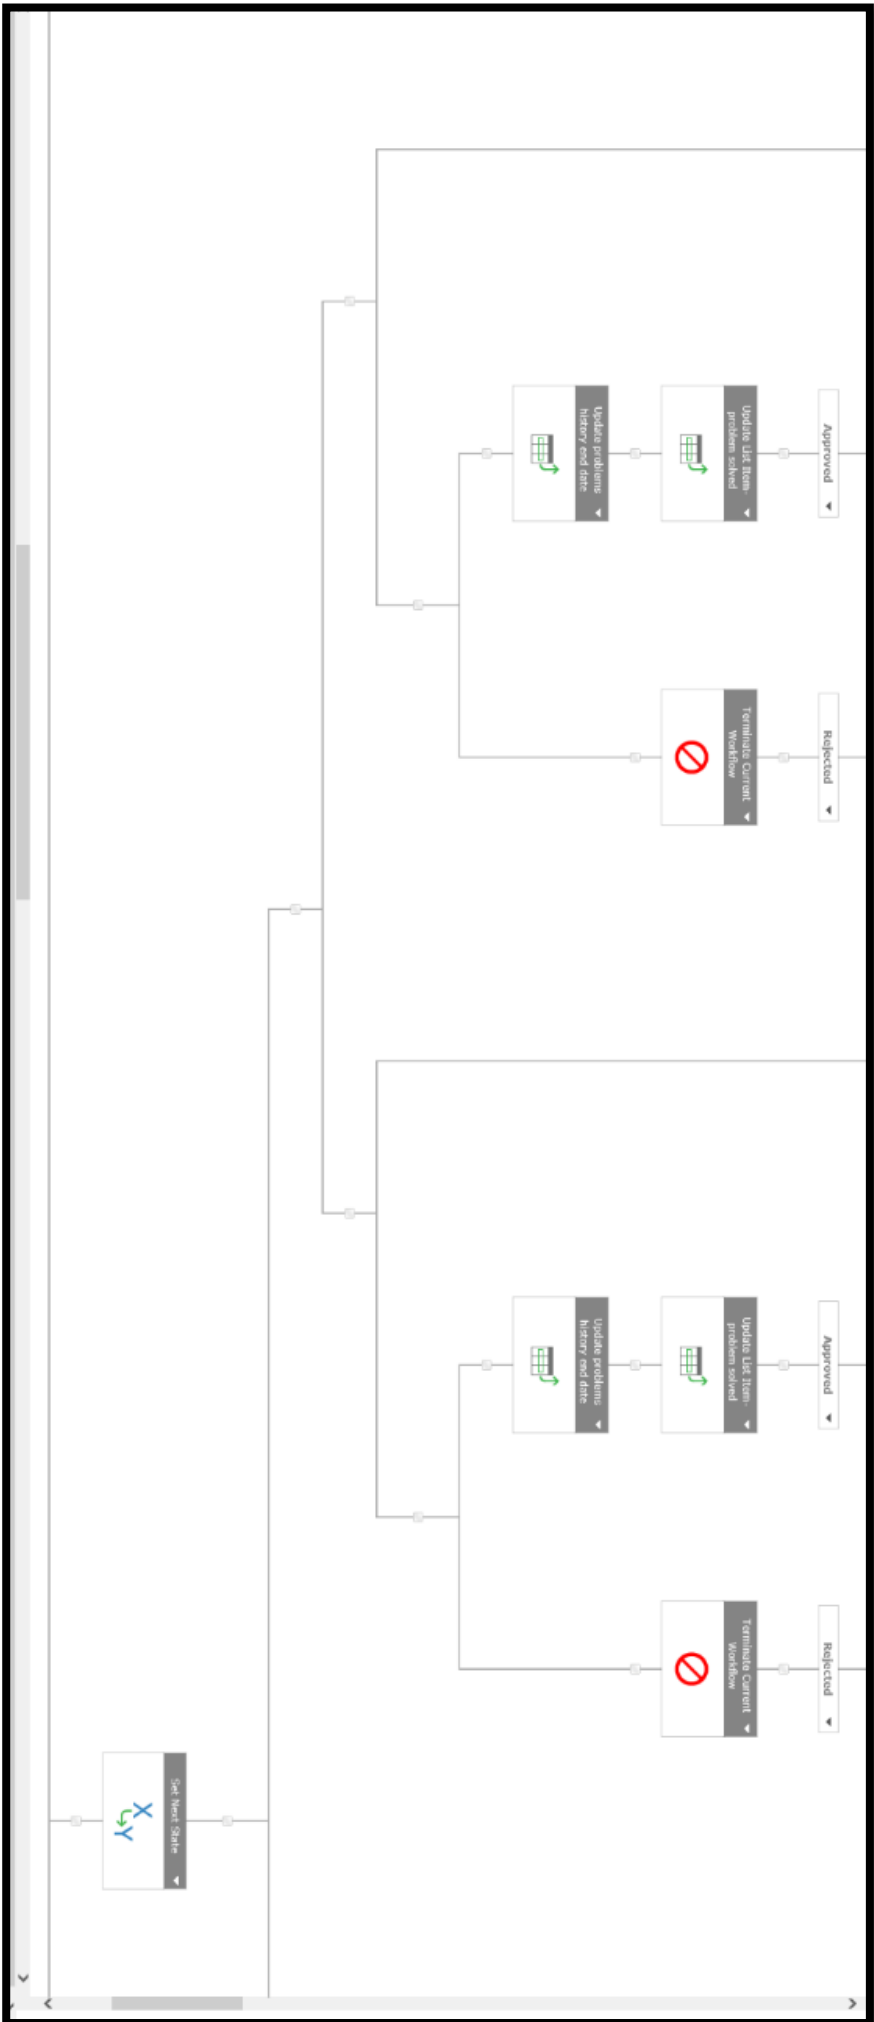 Approved
Update List Item-
problem solved
Update problems
history end date
Rejected
Terminate Current
Workflow
Approved
Update List Item-
problem solved
Update problems
history end date
Rejected
Terminate Current
Workflow
Set Next State
X
Y